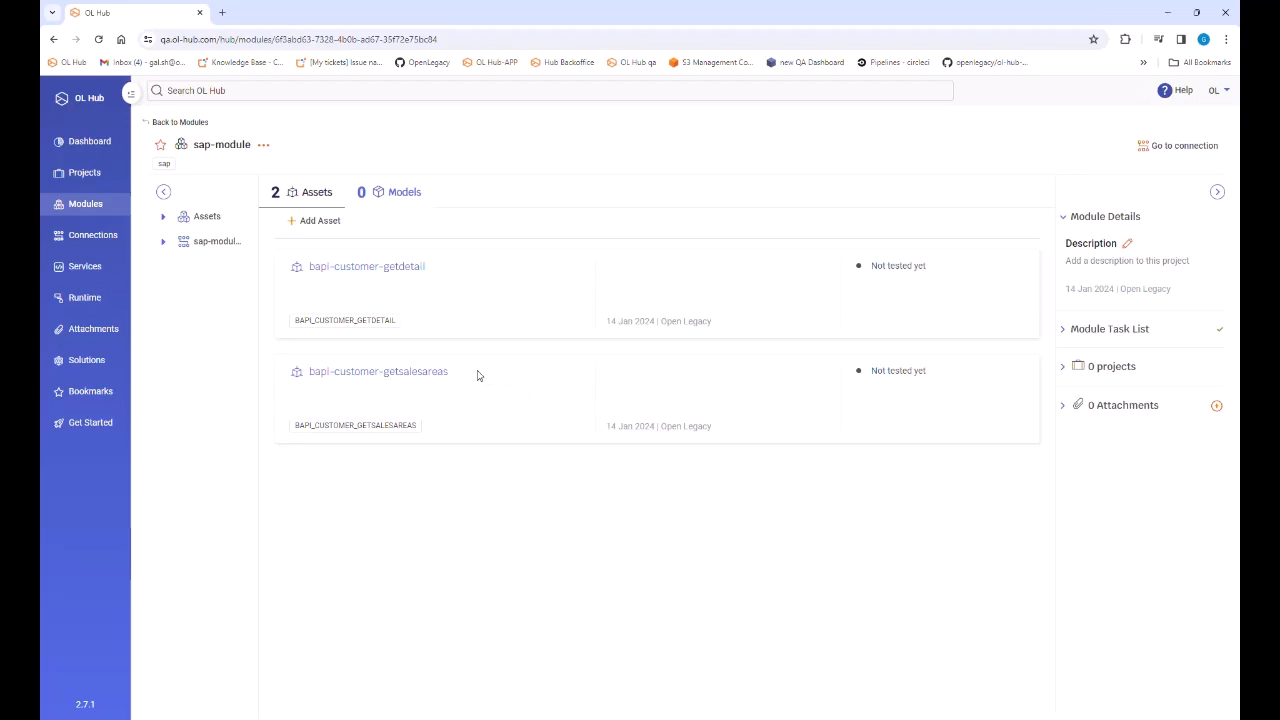 OL Hub
qa.ol-hub.com/hub/modules/6f3abd63-7328-4b0b-ad67-35f72e75bc84
OL Hub
Inbox (4) - gal.sh@o...
Knowledge Base - C...
[My tickets] Issue na...
OpenLegacy
OL Hub-APP
Hub Backoffice
OL Hub qa
S3 Management Co...
new QA Dashboard
Pipelines - circleci
openlegacy/ol-hub-...
All Bookmarks
OL Hub
Search OL Hub
Help
OL
Dashboard
Projects
Modules
Connections
Services
Runtime
Attachments
Solutions
Bookmarks
Get Started
2.7.1
Back to Modules
sap-module
sap
Go to connection
Assets
sap-modul...
2 Assets
0 Models
Add Asset
bapi-customer-getdetail
Not tested yet
BAPI_CUSTOMER_GETDETAIL
14 Jan 2024 | Open Legacy
bapi-customer-getsalesareas
Not tested yet
BAPI_CUSTOMER_GETSALESAREAS
14 Jan 2024 | Open Legacy
Module Details
Description
Add a description to this project
14 Jan 2024 | Open Legacy
Module Task List
0 projects
0 Attachments